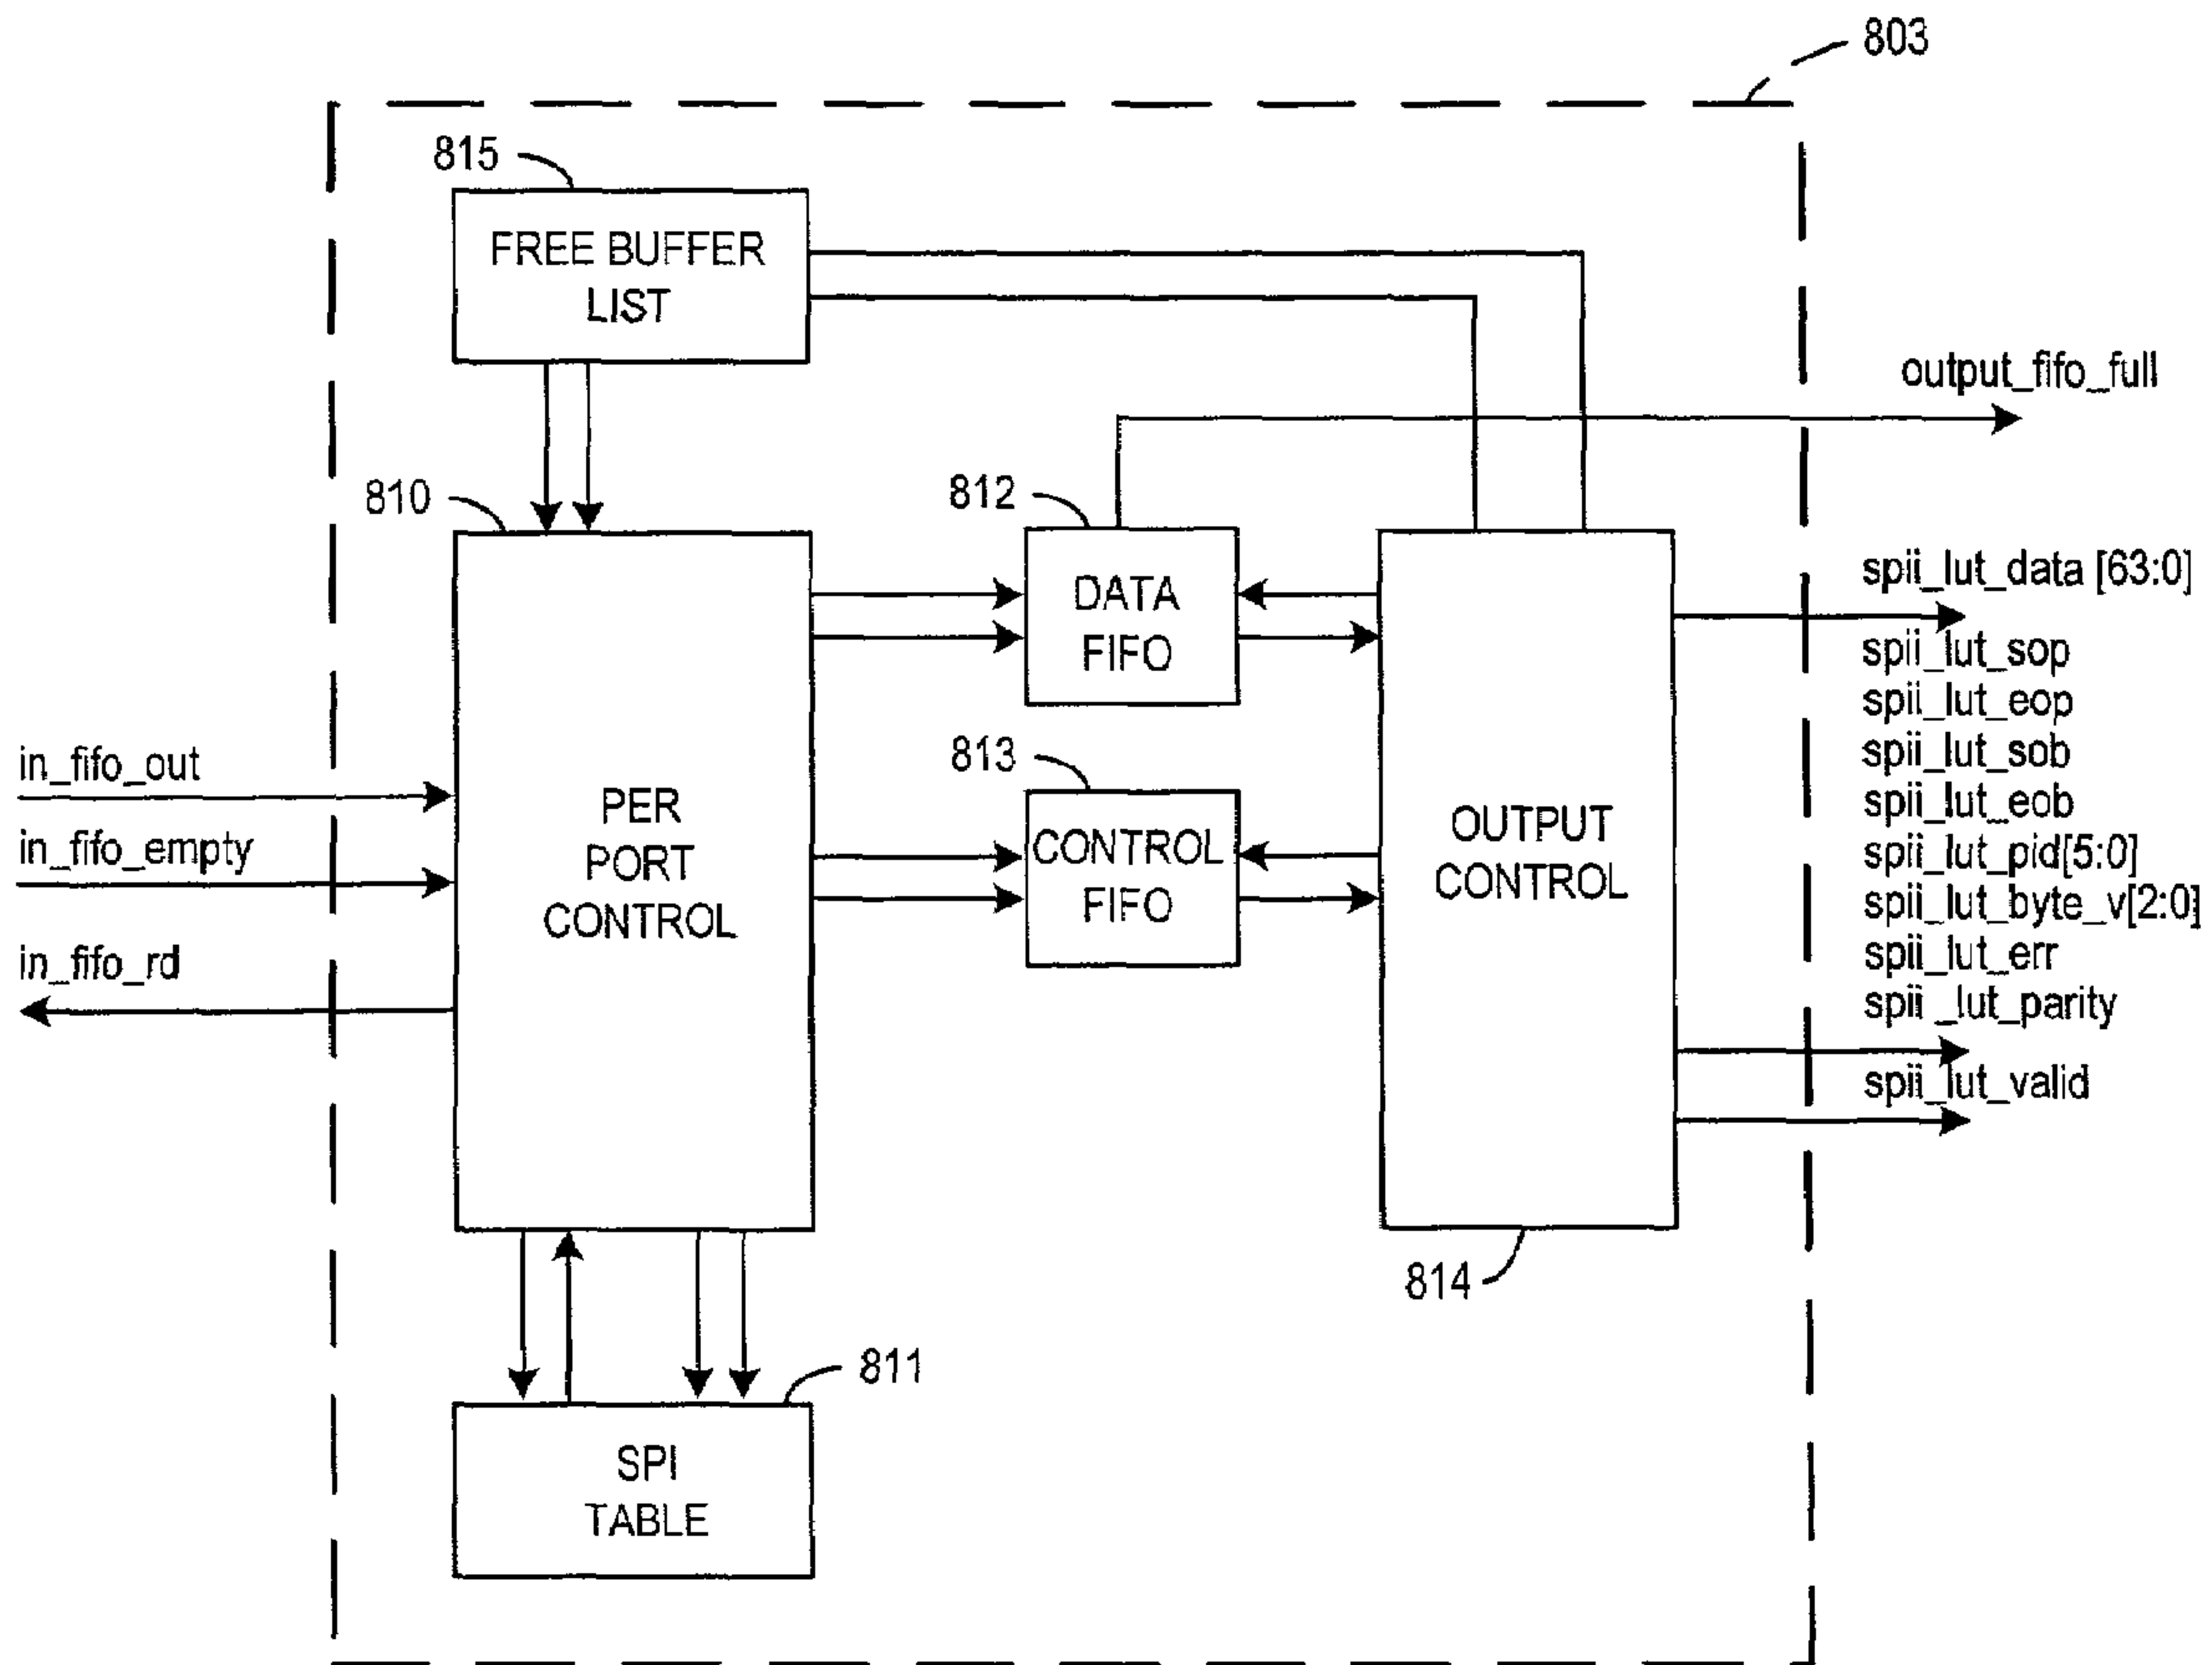 803
815
FREE BUFFER
LIST
output_fifo_full
810
812
DATA
FIFO
spii_lut_data [63:0]
spii_lut_sop
spii_lut_eop
spii_lut_sob
spii_lut_eob
spii_lut_pid[5:0]
spii_lut_byte_v[2:0]
spii_lut_err
spii _lut_parity
spii_lut_valid
in_fifo_out
in_fifo_empty
in_fifo_rd
PER
PORT
CONTROL
813
CONTROL
FIFO
OUTPUT
CONTROL
814
811
SPI
TABLE